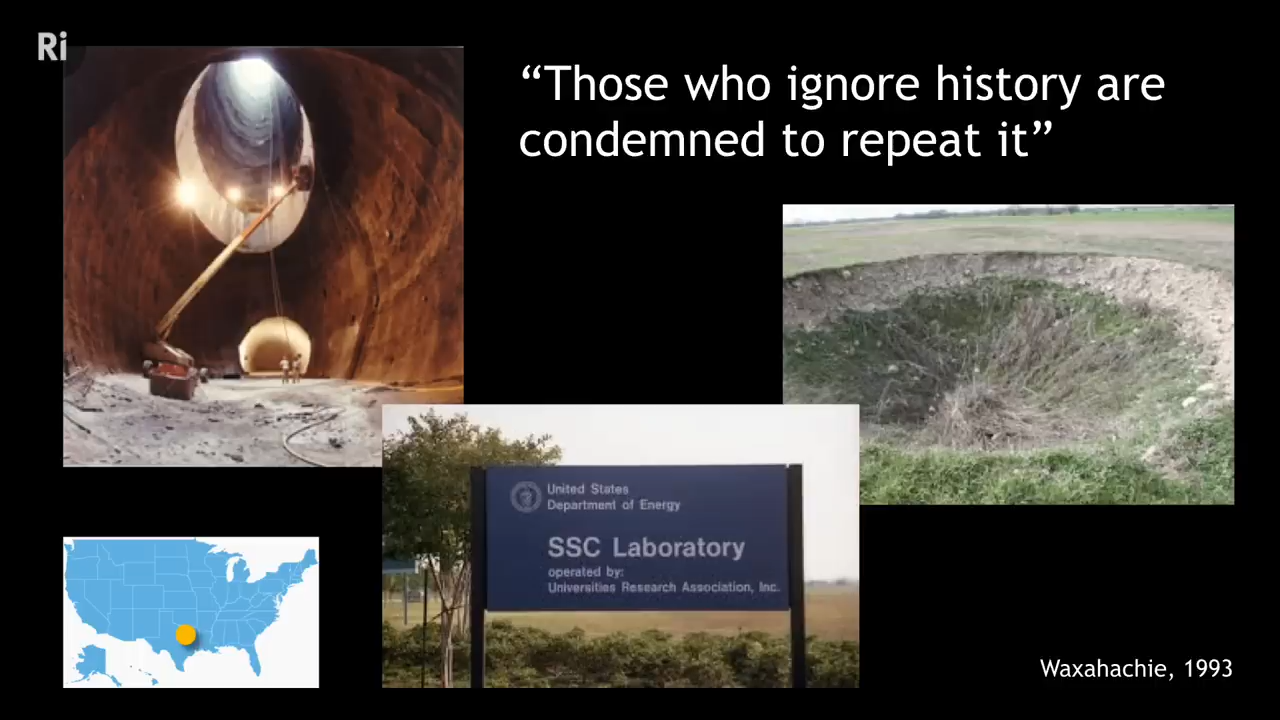 Ri
“Those who ignore history are
condemned to repeat it”
United States
Department of Energy
SSC Laboratory
operated by:
Universities Research Association, Inc.
Waxahachie, 1993